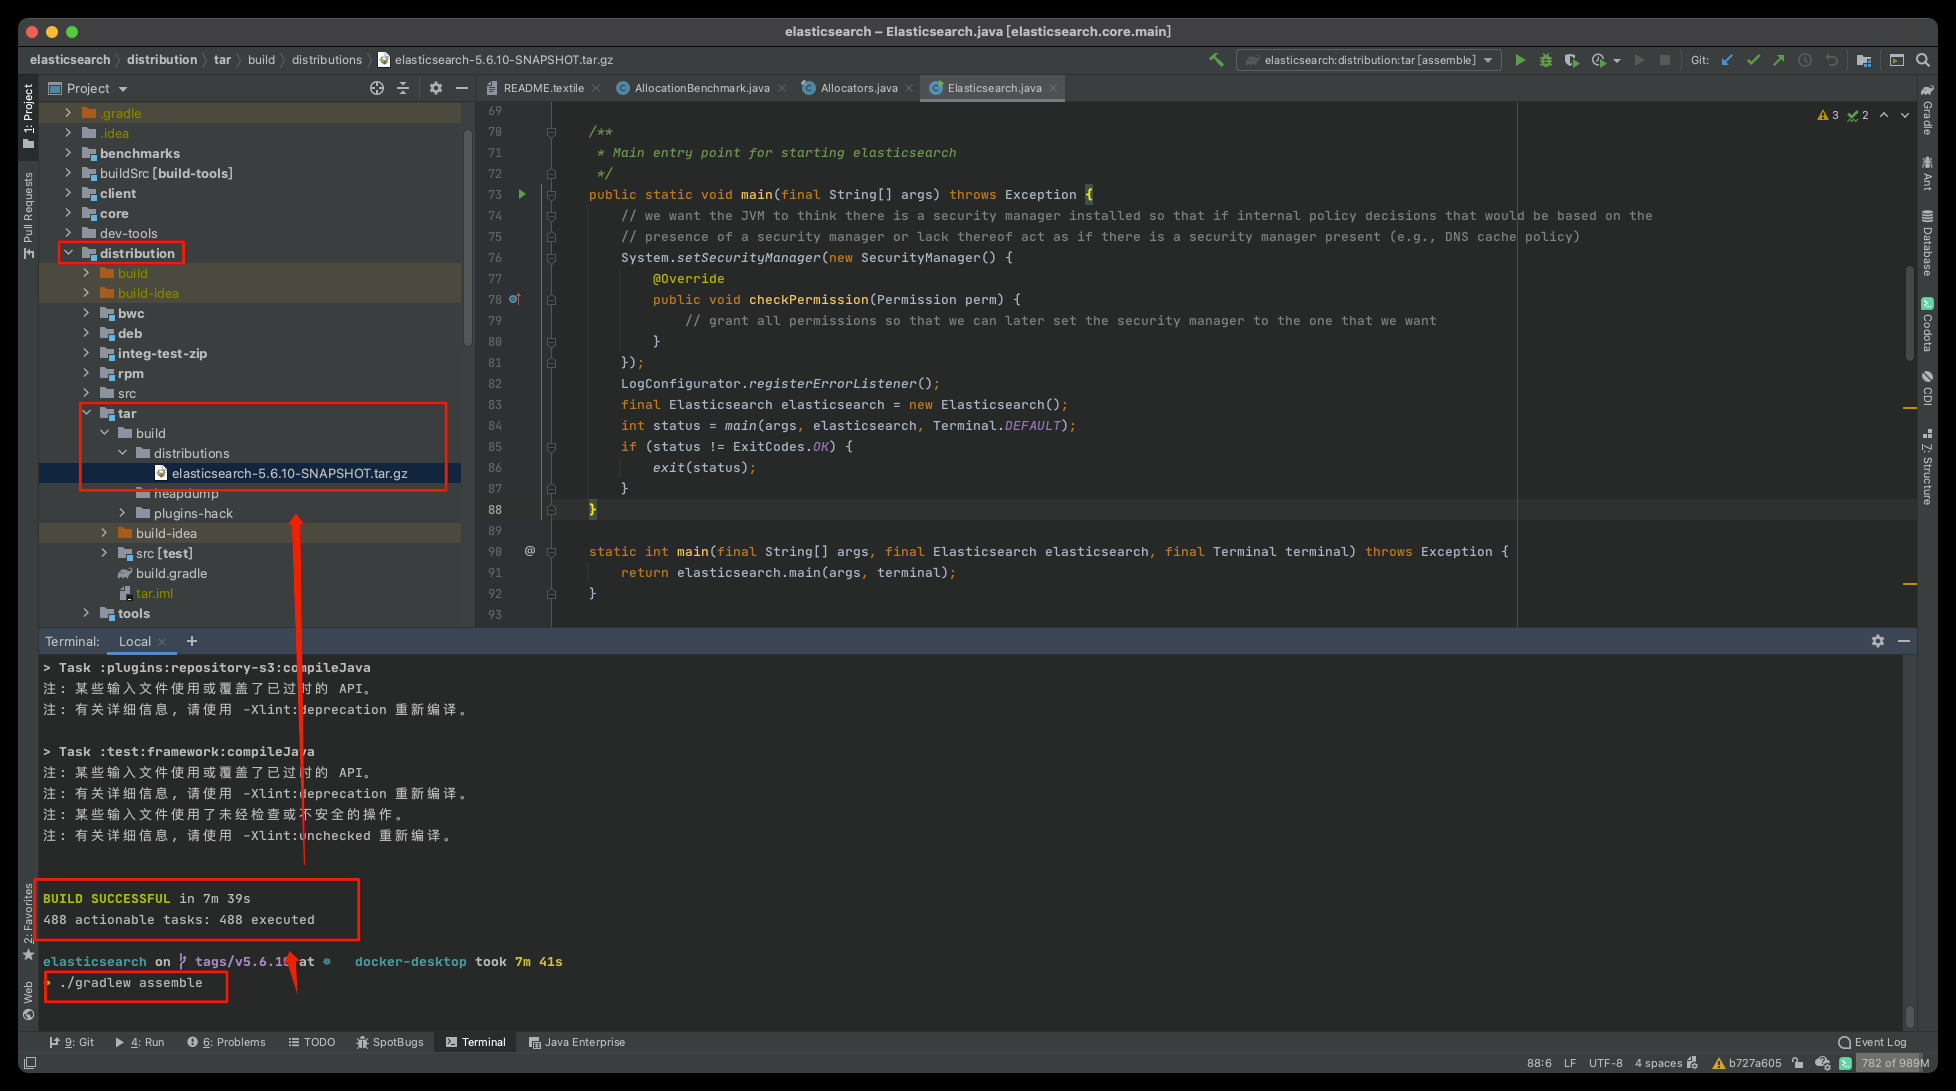 elasticsearch – Elasticsearch.java [elasticsearch.core.main]
elasticsearch distribution tar build distributions elasticsearch-5.6.10-SNAPSHOT.tar.gz
elasticsearch:distribution:tar [assemble]
Git:
Project
README.textile
AllocationBenchmark.java
Allocators.java
Elasticsearch.java
1: Project
Pull Requests
2: Favorites
Web
.gradle
.idea
benchmarks
buildSrc [build-tools]
client
core
dev-tools
distribution
build
build-idea
bwc
deb
integ-test-zip
rpm
src
tar
build
distributions
elasticsearch-5.6.10-SNAPSHOT.tar.gz
heapdump
plugins-hack
build-idea
src [test]
build.gradle
tar.iml
tools
3 2
69
70 /**
71 * Main entry point for starting elasticsearch
72 */
73 public static void main(final String[] args) throws Exception {
74 // we want the JVM to think there is a security manager installed so that if internal policy decisions that would be based on the
75 // presence of a security manager or lack thereof act as if there is a security manager present (e.g., DNS cache policy)
76 System.setSecurityManager(new SecurityManager() {
77 @Override
78 public void checkPermission(Permission perm) {
79 // grant all permissions so that we can later set the security manager to the one that we want
80 }
81 });
82 LogConfigurator.registerErrorListener();
83 final Elasticsearch elasticsearch = new Elasticsearch();
84 int status = main(args, elasticsearch, Terminal.DEFAULT);
85 if (status != ExitCodes.OK) {
86 exit(status);
87 }
88 }
89
90 @ static int main(final String[] args, final Elasticsearch elasticsearch, final Terminal terminal) throws Exception {
91 return elasticsearch.main(args, terminal);
92 }
93
Gradle
Ant
Database
Codota
CDI
Z: Structure
Terminal: Local +
> Task :plugins:repository-s3:compileJava
注: 某些输入文件使用或覆盖了已过时的 API。
注: 有关详细信息, 请使用 -Xlint:deprecation 重新编译。
> Task :test:framework:compileJava
注: 某些输入文件使用或覆盖了已过时的 API。
注: 有关详细信息, 请使用 -Xlint:deprecation 重新编译。
注: 某些输入文件使用了未经检查或不安全的操作。
注: 有关详细信息, 请使用 -Xlint:unchecked 重新编译。
BUILD SUCCESSFUL in 7m 39s
488 actionable tasks: 488 executed
elasticsearch on tags/v5.6.10 at docker-desktop took 7m 41s
./gradlew assemble
9: Git
4: Run
6: Problems
TODO
SpotBugs
Terminal
Java Enterprise
Event Log
88:6 LF UTF-8 4 spaces b727a605 782 of 989M